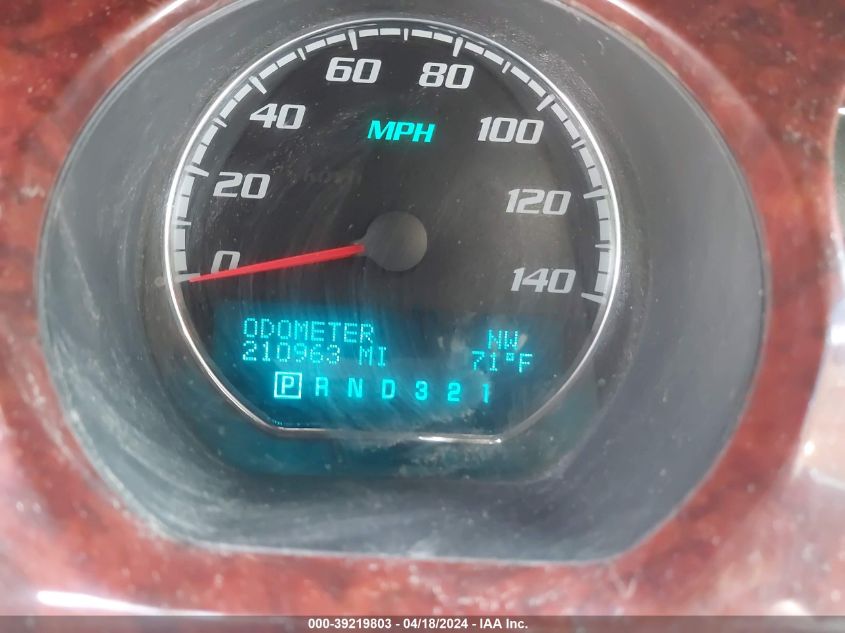 60 80
40 MPH 100
20 120
0 140
ODOMETER NW
210963 MI 71°F
P R N D 3 2 1
000-39219803 - 04/18/2024 - IAA Inc.